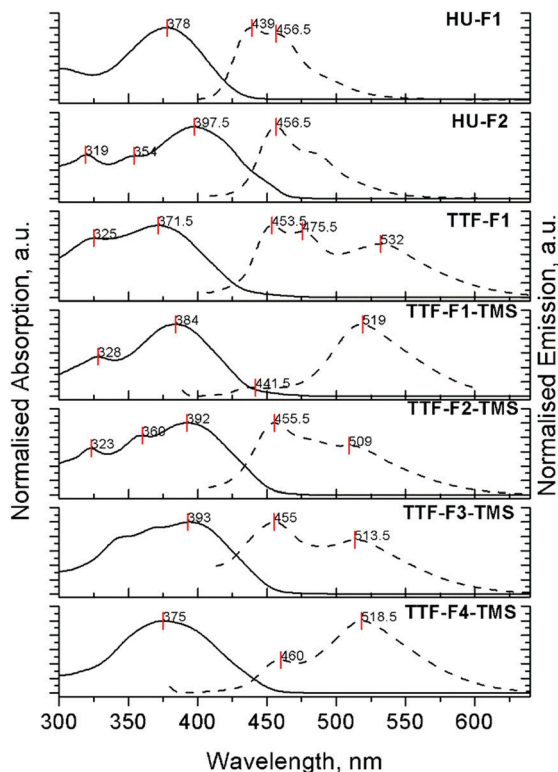 HU-F1
378
439
456.5
HU-F2
319
354
397.5
456.5
TTF-F1
325
371.5
453.5
475.5
532
TTF-F1-TMS
328
384
441.5
519
TTF-F2-TMS
323
360
392
455.5
509
TTF-F3-TMS
393
455
513.5
TTF-F4-TMS
375
460
518.5
Normalised Absorption, a.u.
Normalised Emission, a.u.
300 350 400 450 500 550 600
Wavelength, nm